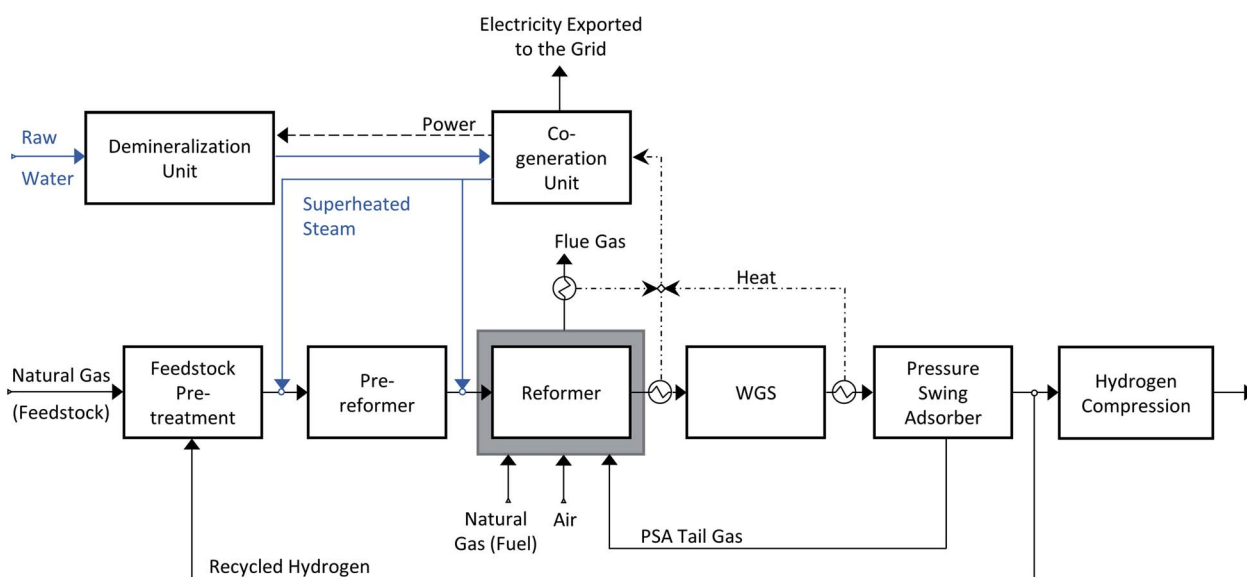 Electricity Exported
to the Grid
Raw
Water
Demineralization
Unit
Power
Co-
generation
Unit
Superheated
Steam
Flue Gas
Heat
Natural Gas
(Feedstock)
Feedstock
Pre-
treatment
Pre-
reformer
Reformer
WGS
Pressure
Swing
Adsorber
Hydrogen
Compression
Natural
Gas (Fuel)
Air
PSA Tail Gas
Recycled Hydrogen